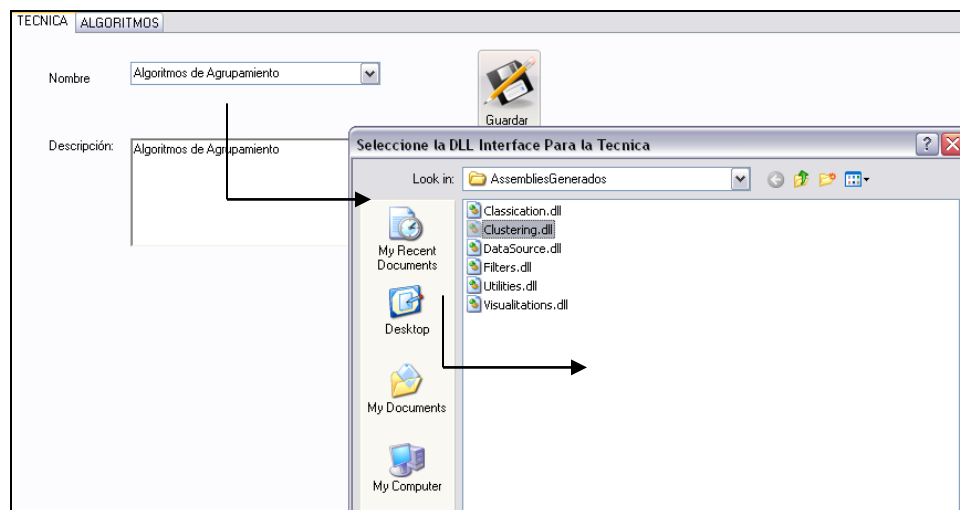 TECNICA ALGORITMOS
Nombre
Algoritmos de Agrupamiento
Guardar
Descripción:
Algoritmos de Agrupamiento
Seleccione la DLL Interface Para la Tecnica
Look in:
AssembliesGenerados
My Recent
Documents
Desktop
My Documents
My Computer
Classication.dll
Clustering.dll
DataSource.dll
Filters.dll
Utilities.dll
Visualitations.dll